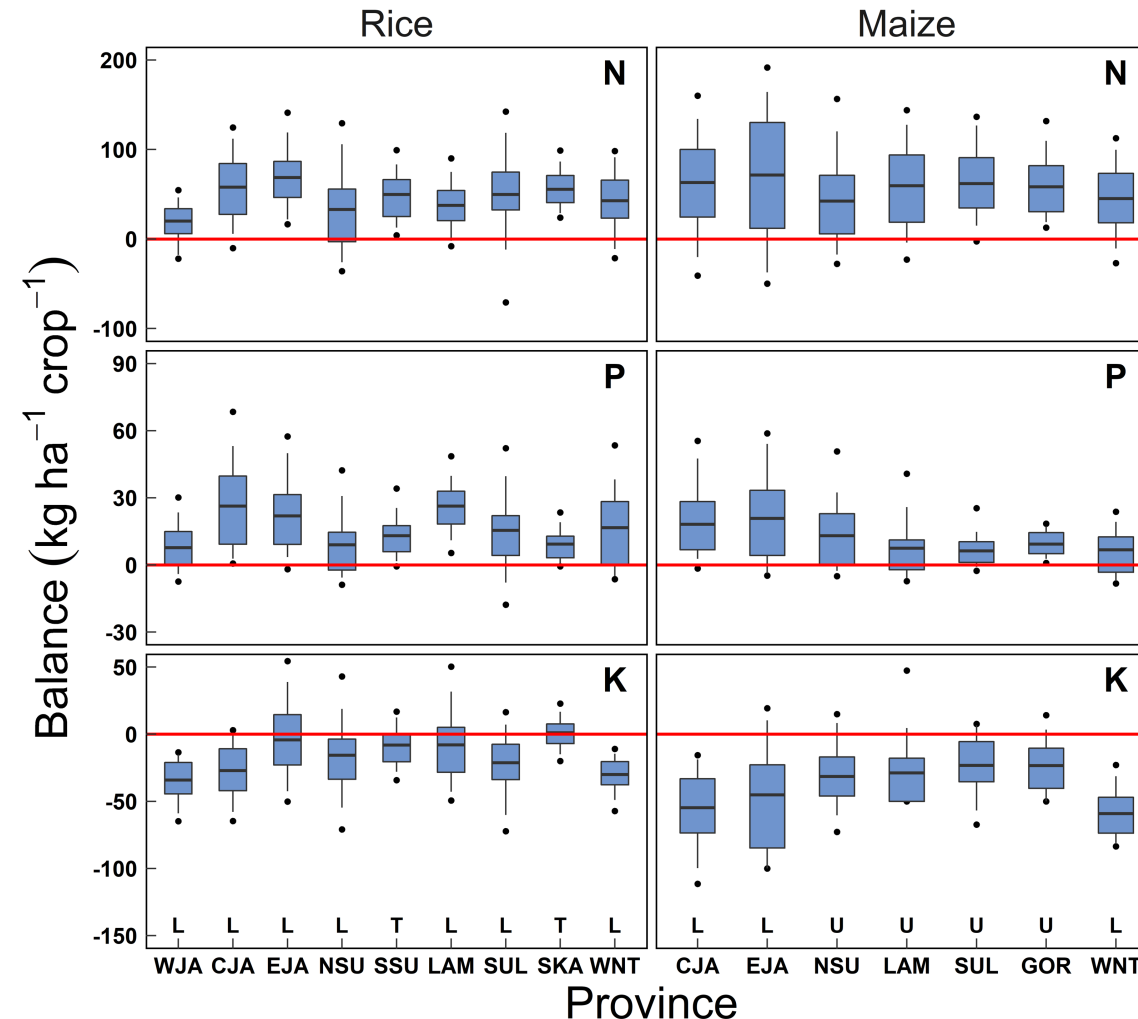 Rice Maize
Balance (kg ha⁻¹ crop⁻¹)
200 N N
100
0
-100
90 P P
60
30
0
-30
50 K K
0
-50
-100
-150
L L L L T L L T L L L U U U U L
WJA CJA EJA NSU SSU LAM SUL SKA WNT CJA EJA NSU LAM SUL GOR WNT
Province